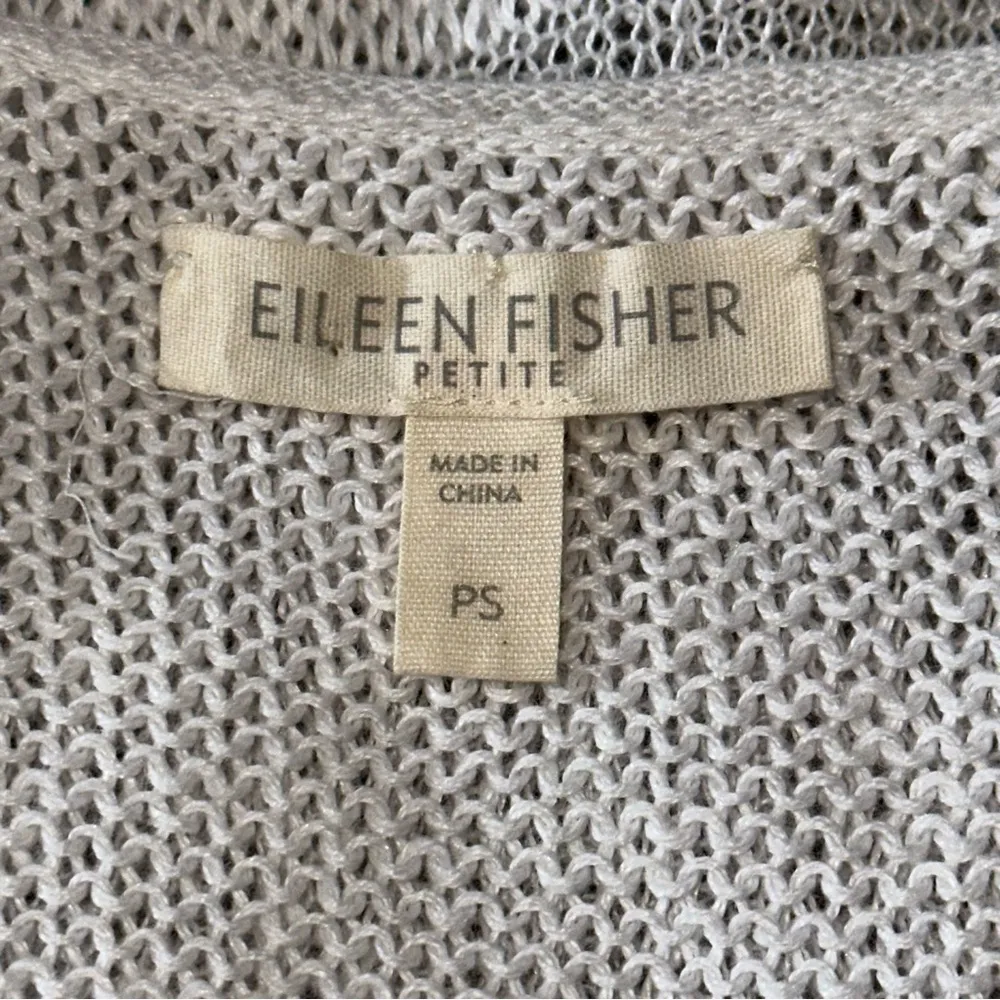 EILEEN FISHER
PETITE
MADE IN
CHINA
PS